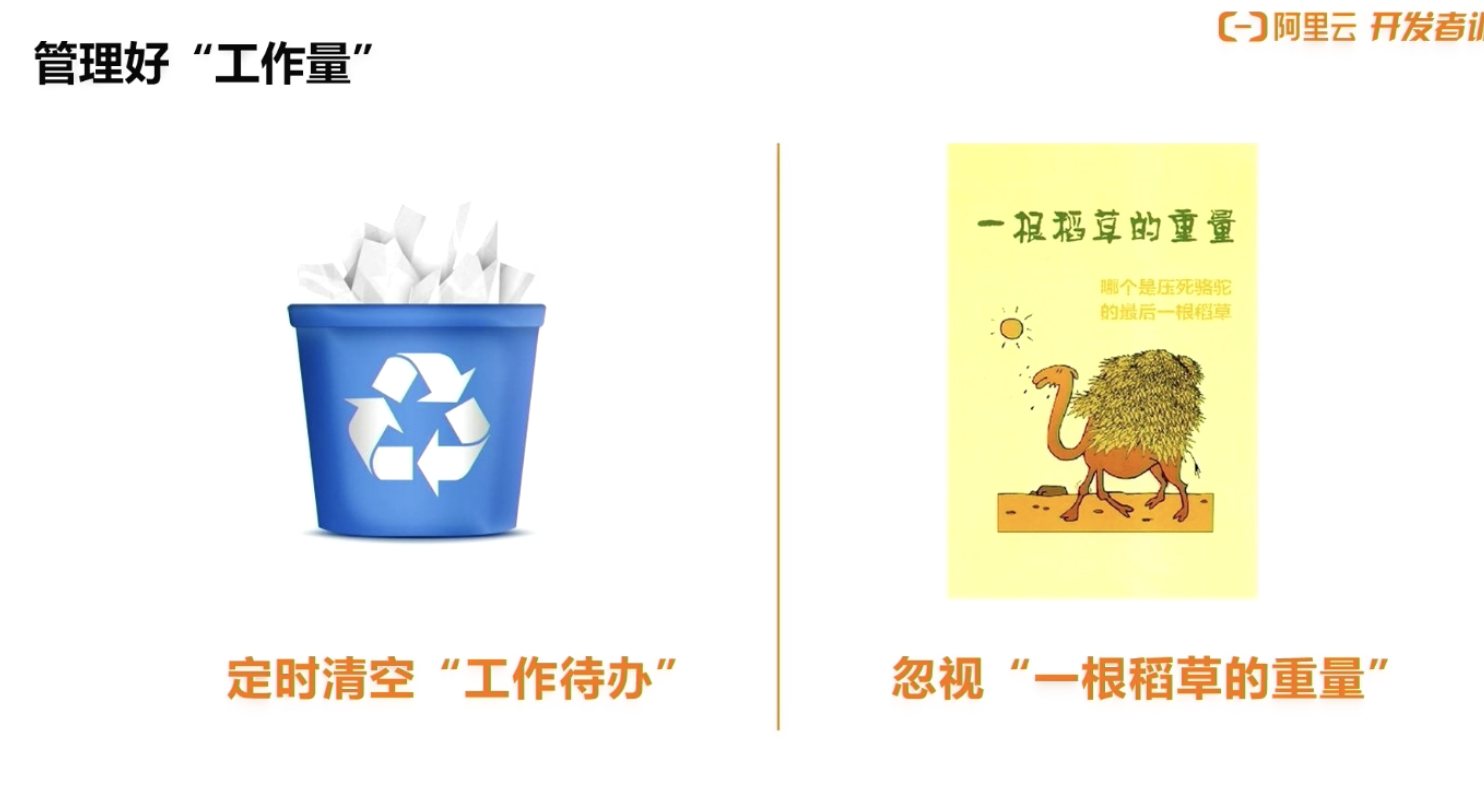 阿里云 开发者
管理好“工作量”
一根稻草的重量
哪个是压死骆驼
的最后一根稻草
定时清空“工作待办”
忽视“一根稻草的重量”